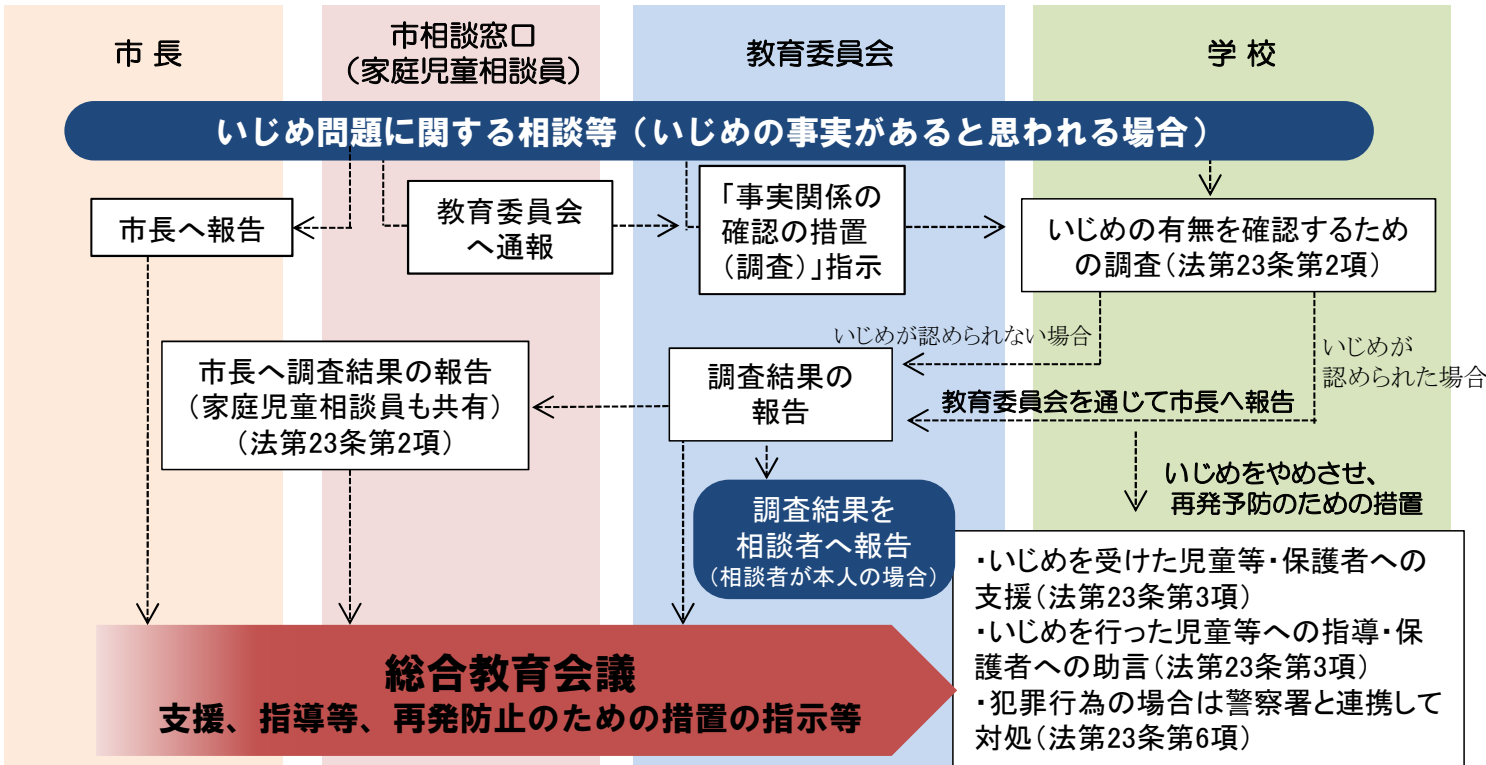 市 長
市相談窓口
（家庭児童相談員）
教育委員会
学 校
いじめ問題に関する相談等（いじめの事実があると思われる場合）
市長へ報告
教育委員会
へ通報
「事実関係の
確認の措置
（調査）」指示
いじめの有無を確認するため
の調査（法第23条第2項）
いじめが認められない場合
いじめが
認められた場合
市長へ調査結果の報告
（家庭児童相談員も共有）
（法第23条第2項）
調査結果の
報告
教育委員会を通じて市長へ報告
いじめをやめさせ、
再発予防のための措置
調査結果を
相談者へ報告
（相談者が本人の場合）
・いじめを受けた児童等・保護者への
支援（法第23条第3項）
・いじめを行った児童等への指導・保
護者への助言（法第23条第3項）
・犯罪行為の場合は警察署と連携して
対処（法第23条第6項）
総合教育会議
支援、指導等、再発防止のための措置の指示等